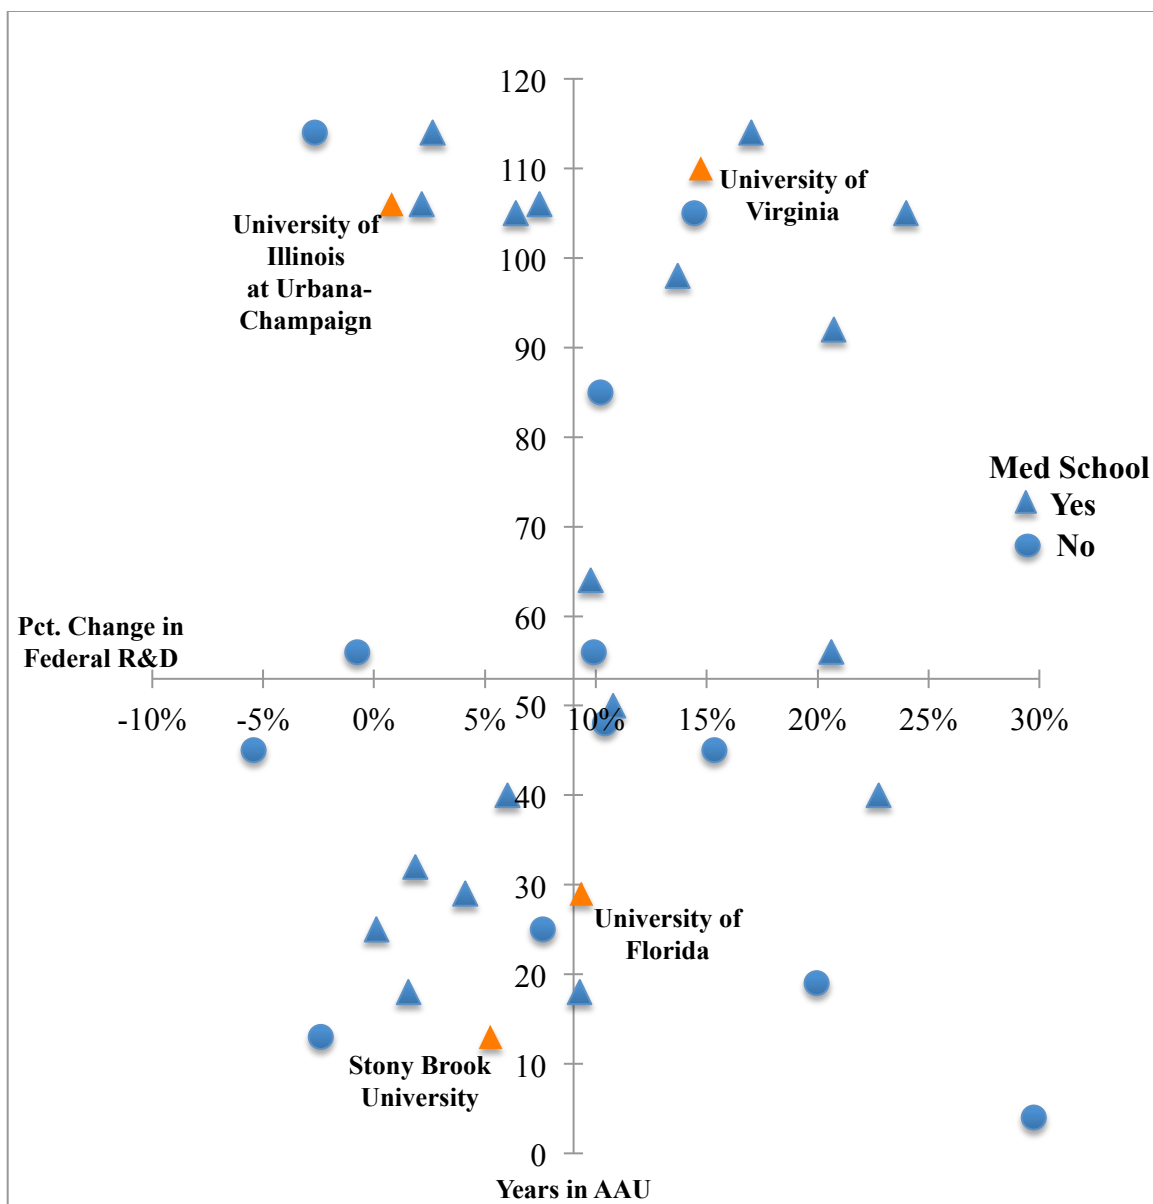 120
110
University of
Virginia
University of
Illinois
at Urbana-
Champaign
100
90
80
Med School
Yes
No
70
60
Pct. Change in
Federal R&D
50
-10%
-5%
0%
5%
10%
15%
20%
25%
30%
40
30
University of
Florida
20
Stony Brook
University
10
0
Years in AAU